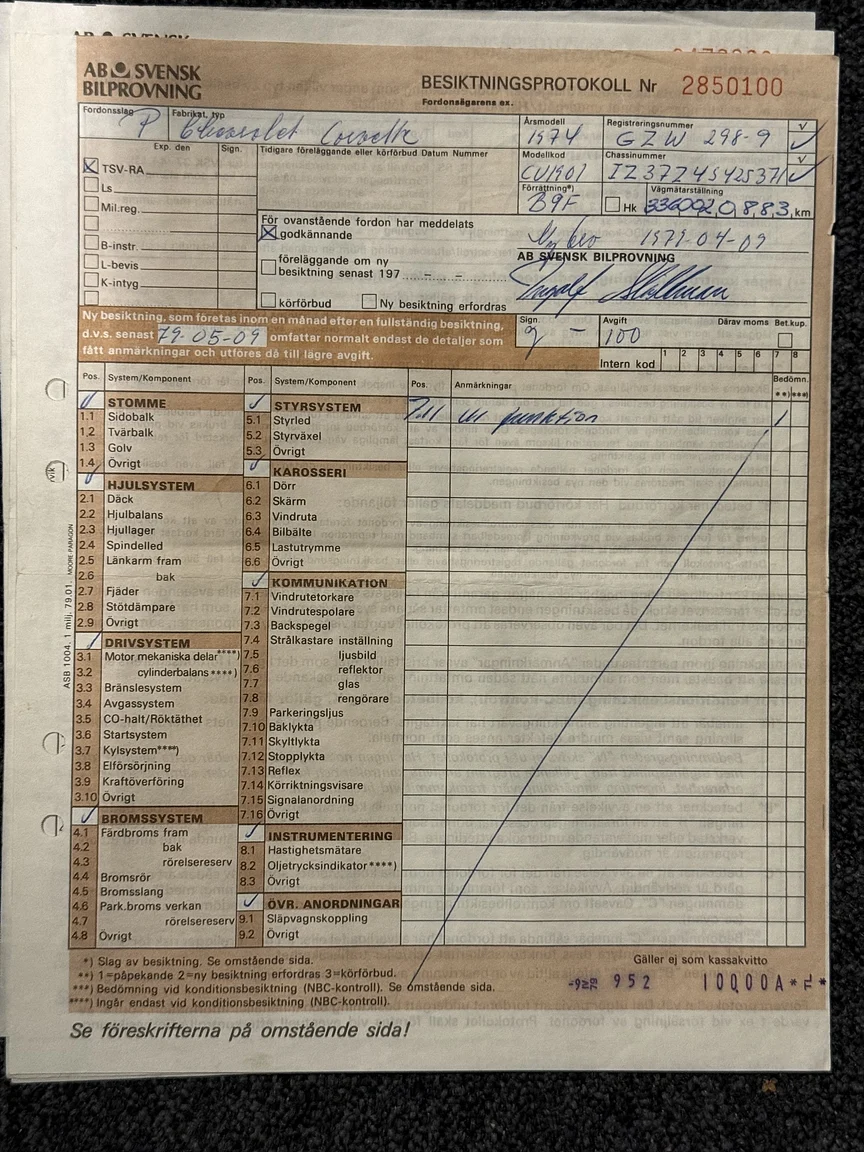 AB SVENSK
BILPROVNING
BESIKTNINGSPROTOKOLL Nr 2850100
Fordonsägarens ex.
Fordonsslag
P
Fabrikat, typ
Chevrolet Corvette
Årsmodell
1974
Registreringsnummer
GZW 298-9
Modellkod
Chassinummer
1Z37Z4S425371
Förrättning*)
Vägmätarställning
Hk
km
Exp. den Sign.
TSV-RA
Ls
Mil.reg.
B-instr.
L-bevis
K-intyg
Tidigare föreläggande eller körförbud Datum Nummer
För ovanstående fordon har meddelats
godkännande
föreläggande om ny
besiktning senast 197
körförbud
Ny besiktning erfordras
1979-04-09
AB SVENSK BILPROVNING
Ny besiktning, som företas inom en månad efter en fullständig besiktning,
d.v.s. senast 79-05-09 omfattar normalt endast de detaljer som
fått anmärkningar och utföres då till lägre avgift.
Sign.
Avgift
100
Därav moms
Bet.kup.
Intern kod 1 2 3 4 5 6 7 8
Pos. System/Komponent
STOMME
1.1 Sidobalk
1.2 Tvärbalk
1.3 Golv
1.4 Övrigt
HJULSYSTEM
2.1 Däck
2.2 Hjulbalans
2.3 Hjullager
2.4 Spindelled
2.5 Länkarm fram
2.6 bak
2.7 Fjäder
2.8 Stötdämpare
2.9 Övrigt
DRIVSYSTEM
3.1 Motor mekaniska delar****)
3.2 cylinderbalans****)
3.3 Bränslesystem
3.4 Avgassystem
3.5 CO-halt/Röktäthet
3.6 Startsystem
3.7 Kylsystem****)
3.8 Elförsörjning
3.9 Kraftöverföring
3.10 Övrigt
BROMSSYSTEM
4.1 Färdbroms fram
4.2 bak
4.3 rörelsereserv
4.4 Bromsrör
4.5 Bromsslang
4.6 Park.broms verkan
4.7 rörelsereserv
4.8 Övrigt
Pos. System/Komponent
STYRSYSTEM
5.1 Styrled
5.2 Styrväxel
5.3 Övrigt
KAROSSERI
6.1 Dörr
6.2 Skärm
6.3 Vindruta
6.4 Bilbälte
6.5 Lastutrymme
6.6 Övrigt
KOMMUNIKATION
7.1 Vindrutetorkare
7.2 Vindrutespolare
7.3 Backspegel
7.4 Strålkastare inställning
7.5 ljusbild
7.6 reflektor
7.7 glas
7.8 rengörare
7.9 Parkeringsljus
7.10 Baklykta
7.11 Skyltlykta
7.12 Stopplykta
7.13 Reflex
7.14 Körriktningsvisare
7.15 Signalanordning
7.16 Övrigt
INSTRUMENTERING
8.1 Hastighetsmätare
8.2 Oljetrycksindikator****)
8.3 Övrigt
ÖVR. ANORDNINGAR
9.1 Släpvagnskoppling
9.2 Övrigt
Pos. Anmärkningar Bedömn.
**) ***)
7.11 ur funktion 1
ASB 1004. 1 milj. 79.01. MOORE-PARAGON
*) Slag av besiktning. Se omstående sida.
**) 1=påpekande 2=ny besiktning erfordras 3=körförbud.
***) Bedömning vid konditionsbesiktning (NBC-kontroll). Se omstående sida.
****) Ingår endast vid konditionsbesiktning (NBC-kontroll).
Gäller ej som kassakvitto
952 10000A*
Se föreskrifterna på omstående sida!